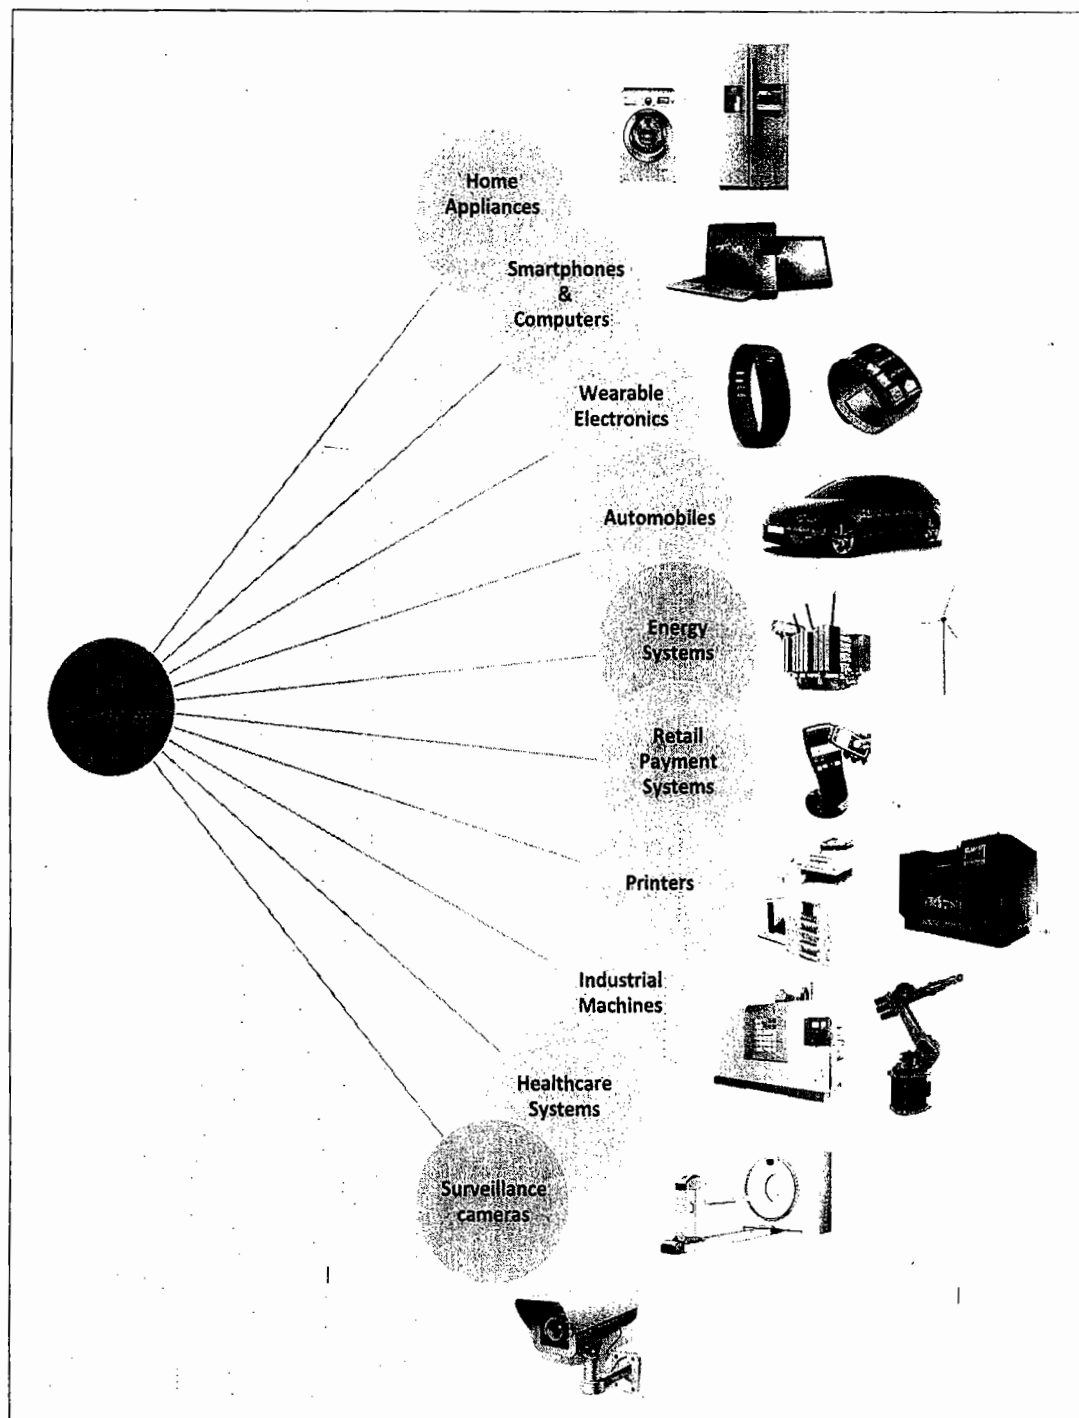 Home
Appliances
Smartphones
&
Computers
Wearable
Electronics
Automobiles
Energy
Systems
Retail
Payment
Systems
Printers
Industrial
Machines
Healthcare
Systems
Surveillance
cameras